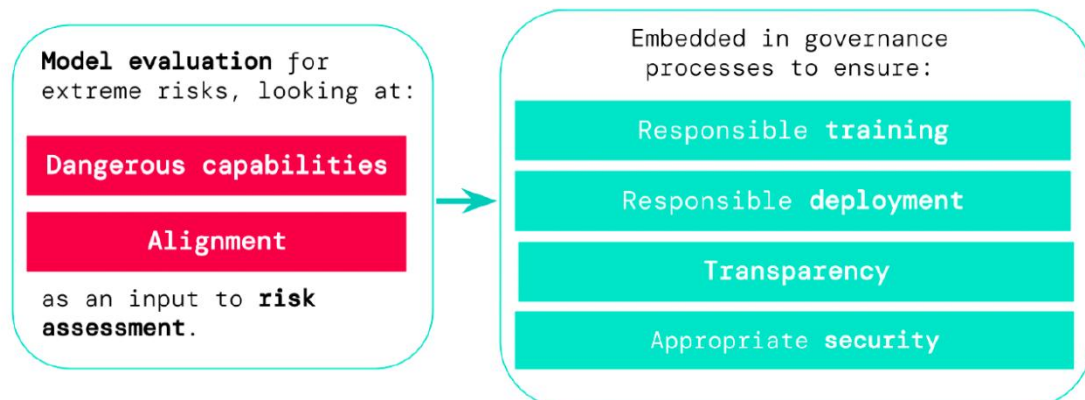 Model evaluation for
extreme risks, looking at:
Dangerous capabilities
Alignment
as an input to risk
assessment.
Embedded in governance
processes to ensure:
Responsible training
Responsible deployment
Transparency
Appropriate security